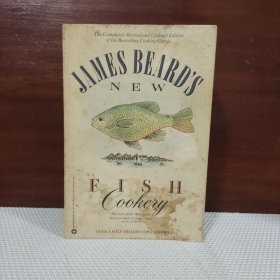 The Completely Revised and Updated Edition
of the Bestselling Cooking Classic
JAMES BEARD'S
NEW
FISH
Cookery
OVER A HALF MILLION COPIES IN PRINT